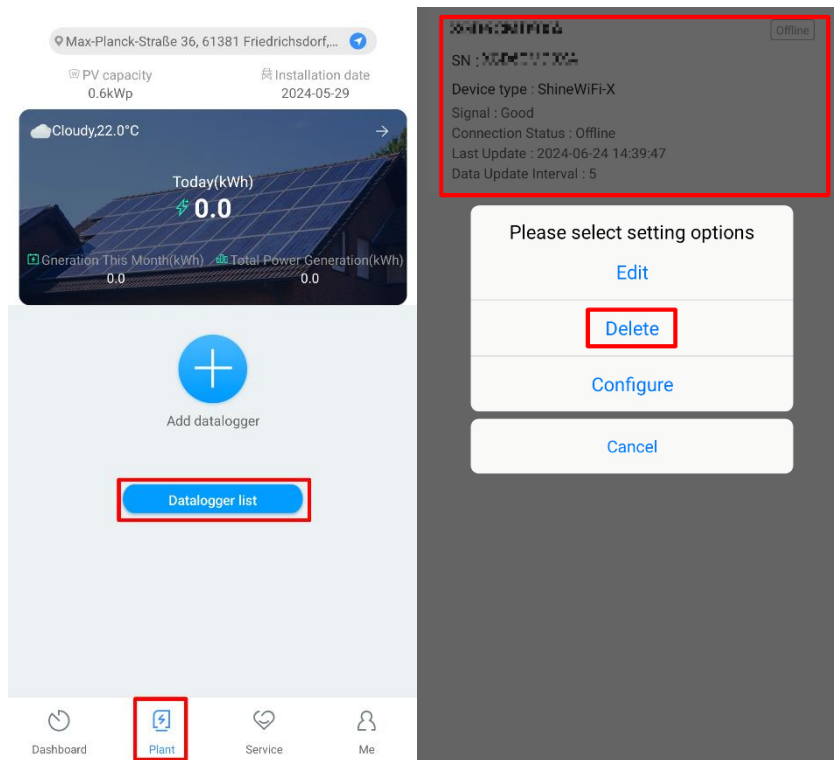 Max-Planck-Straße 36, 61381 Friedrichsdorf,...
PV capacity
0.6kWp
Installation date
2024-05-29
Cloudy,22.0°C
Today(kWh)
0.0
Gneration This Month(kWh)
0.0
Total Power Generation(kWh)
0.0
Add datalogger
Datalogger list
Dashboard
Plant
Service
Me
Offline
SN :
Device type : ShineWiFi-X
Signal : Good
Connection Status : Offline
Last Update : 2024-06-24 14:39:47
Data Update Interval : 5
Please select setting options
Edit
Delete
Configure
Cancel